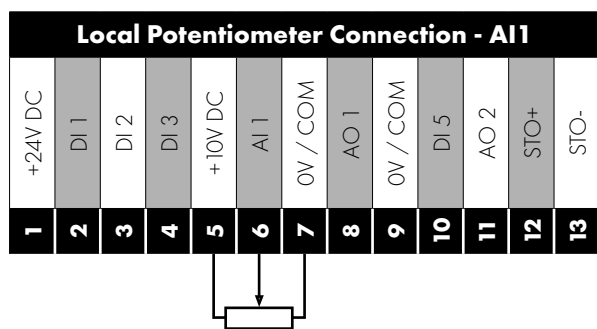 Local Potentiometer Connection - AI1
+24V DC
DI 1
DI 2
DI 3
+10V DC
AI 1
0V / COM
AO 1
0V / COM
DI 5
AO 2
STO+
STO-
1 2 3 4 5 6 7 8 9 10 11 12 13